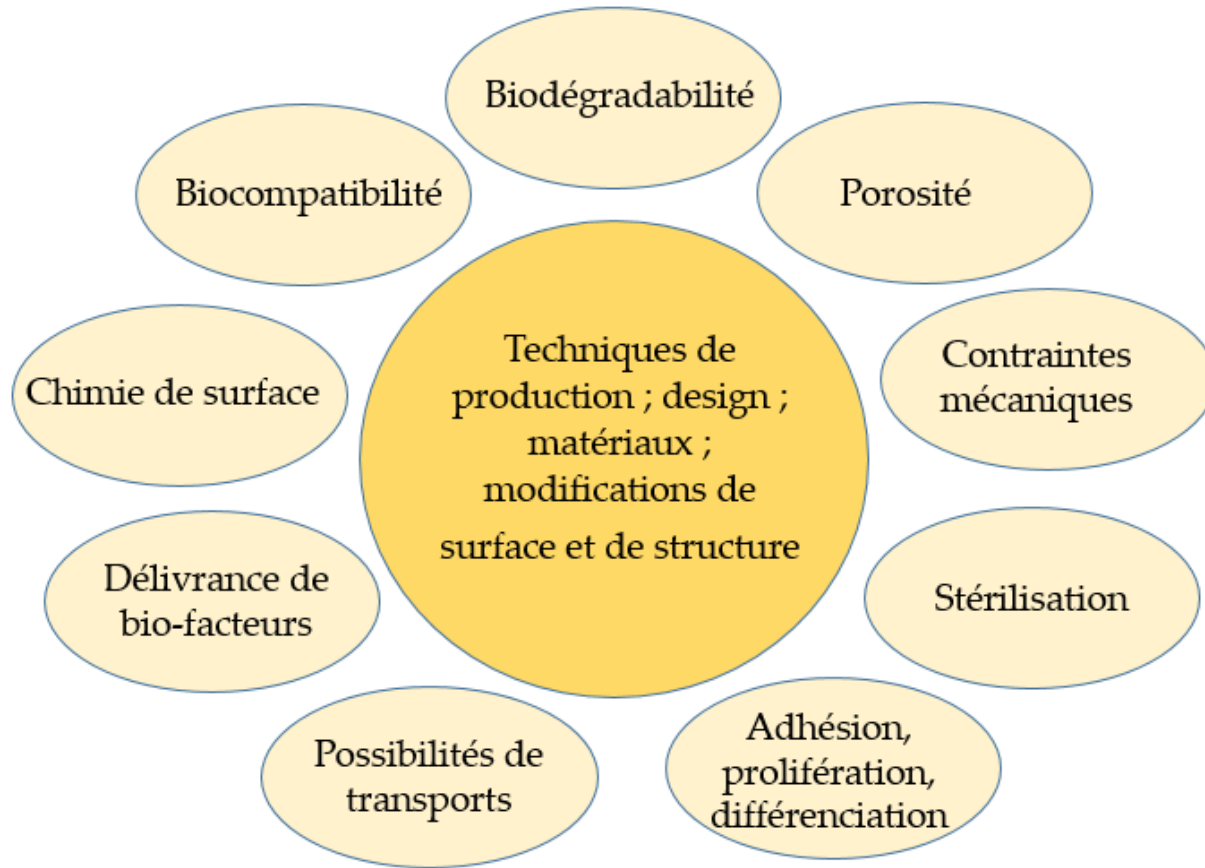 Biodégradabilité
Biocompatibilité
Porosité
Techniques de
production ; design ;
matériaux ;
modifications de
surface et de structure
Contraintes
mécaniques
Chimie de surface
Stérilisation
Délivrance de
bio-facteurs
Adhésion,
prolifération,
différenciation
Possibilités de
transports